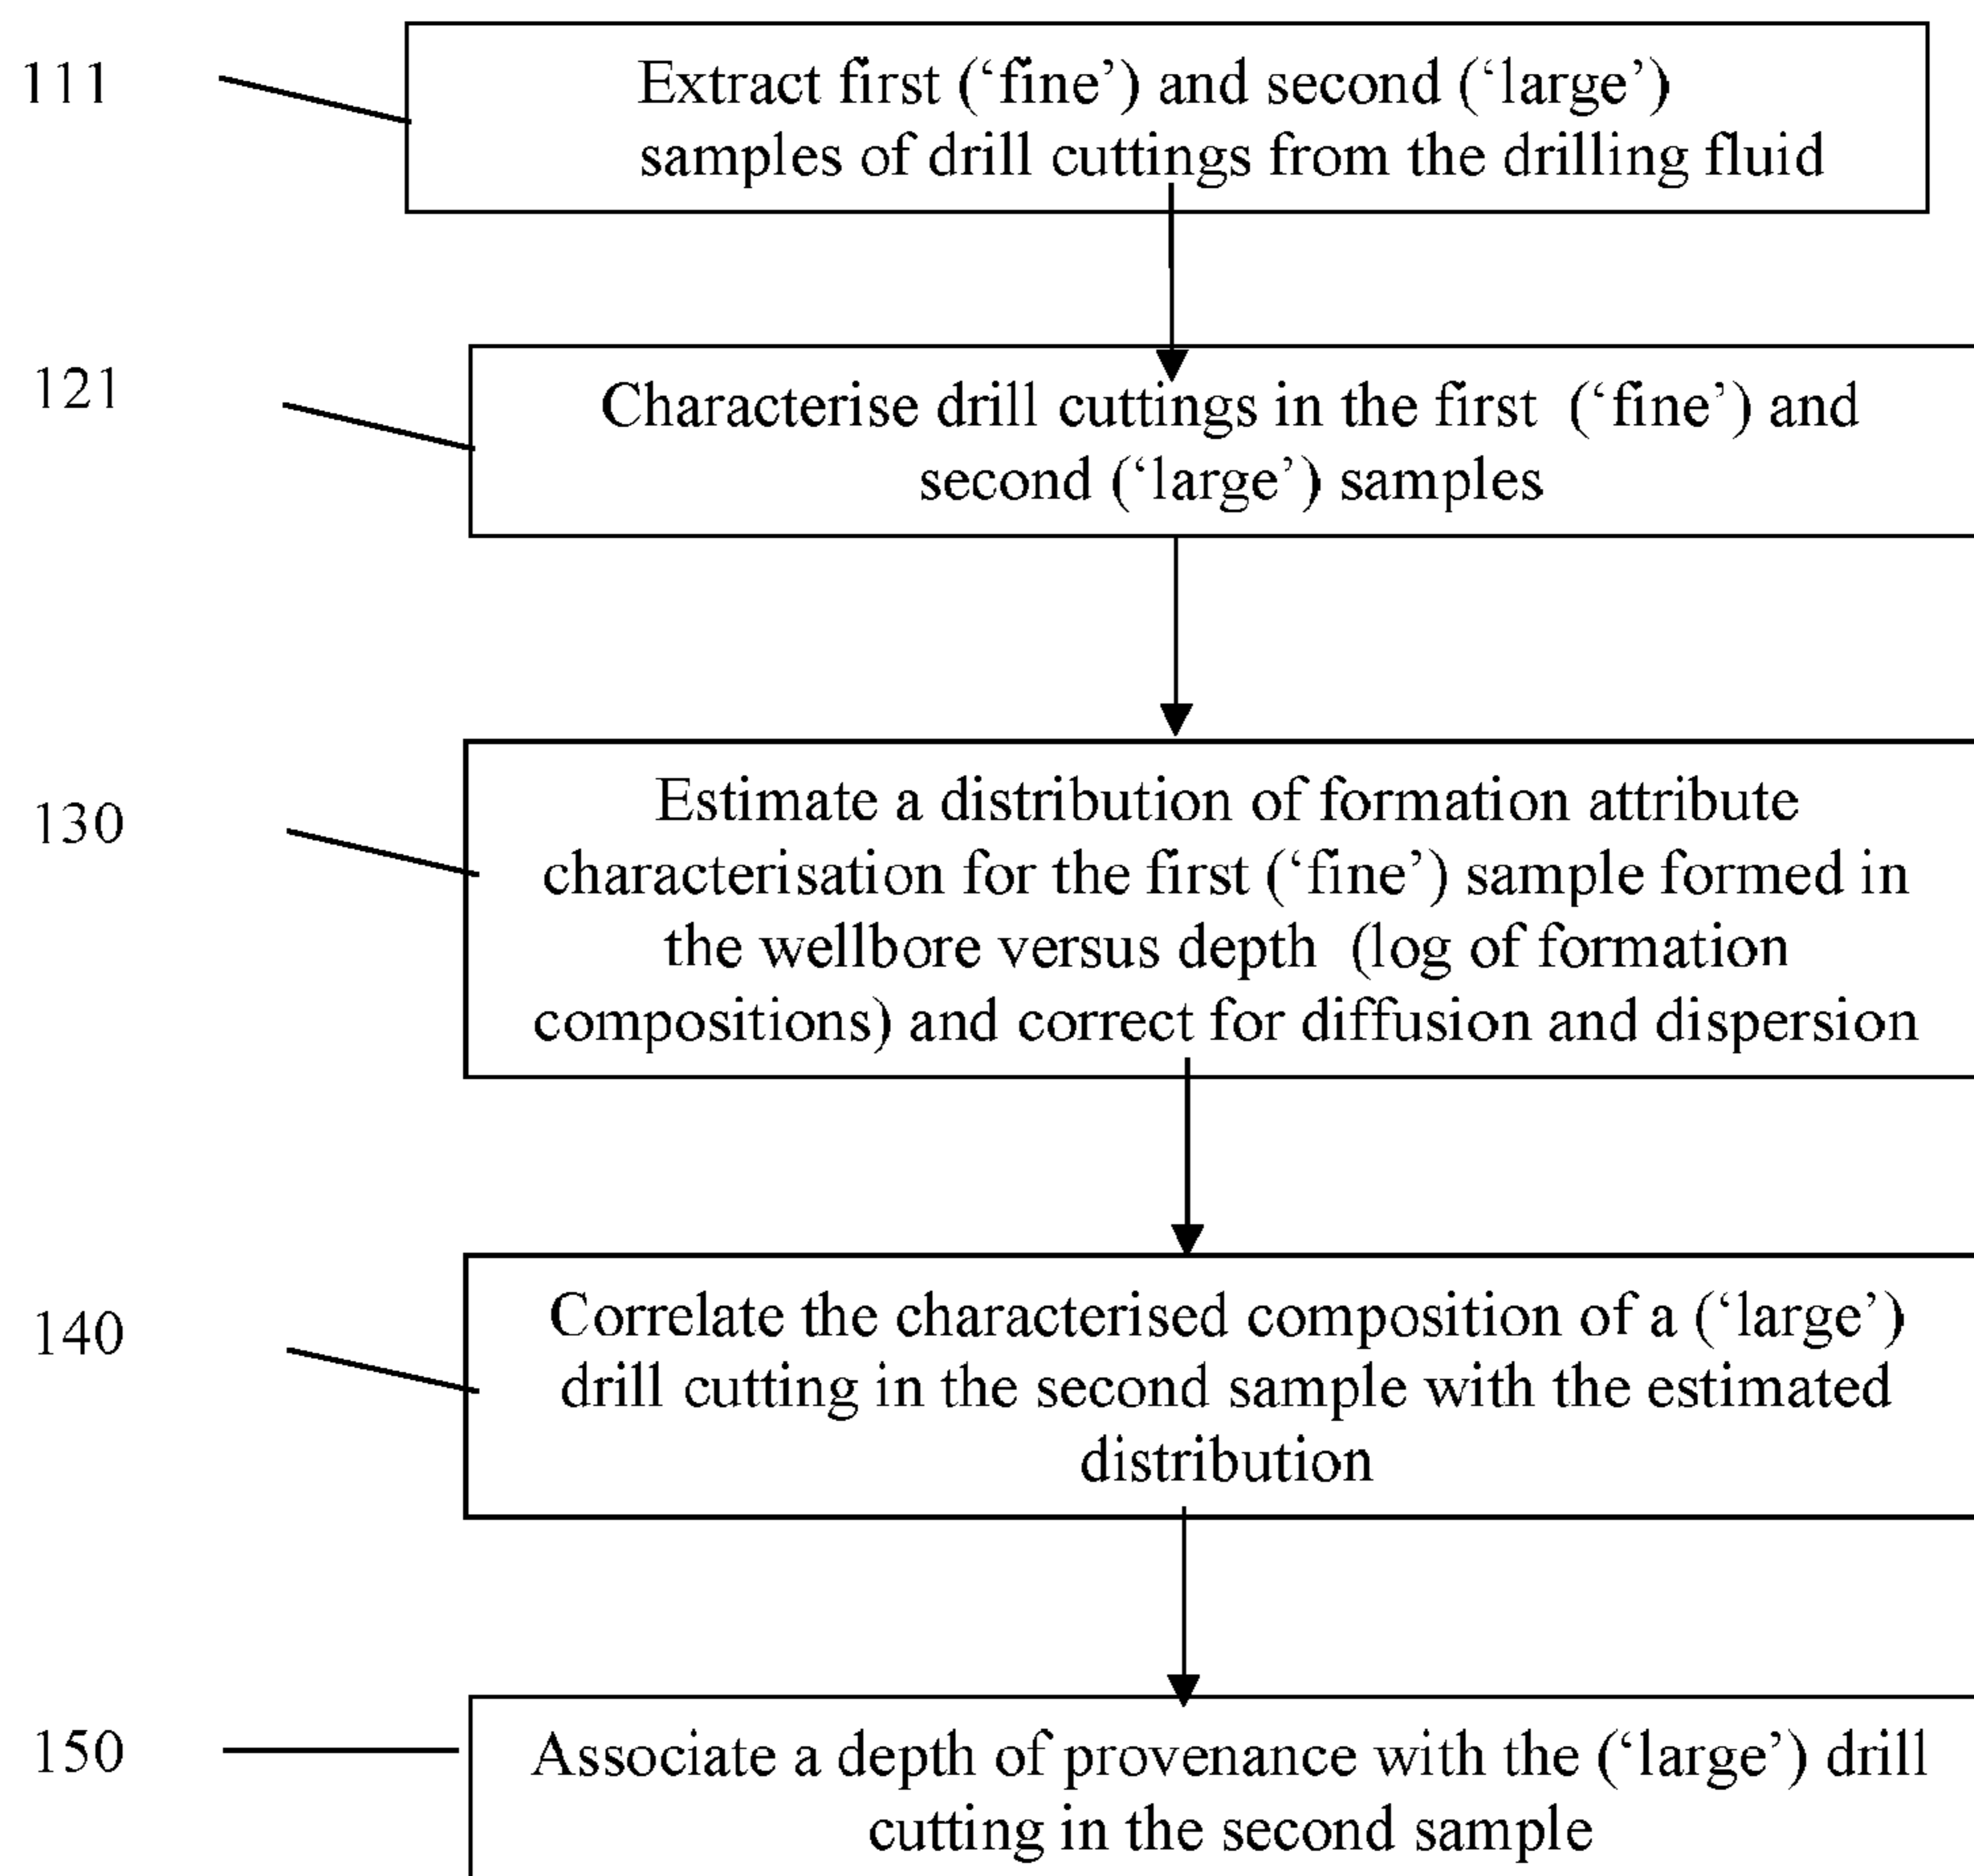 111
Extract first (‘fine’) and second (‘large’)
samples of drill cuttings from the drilling fluid
121
Characterise drill cuttings in the first (‘fine’) and
second (‘large’) samples
130
Estimate a distribution of formation attribute
characterisation for the first (‘fine’) sample formed in
the wellbore versus depth (log of formation
compositions) and correct for diffusion and dispersion
140
Correlate the characterised composition of a (‘large’)
drill cutting in the second sample with the estimated
distribution
150
Associate a depth of provenance with the (‘large’) drill
cutting in the second sample